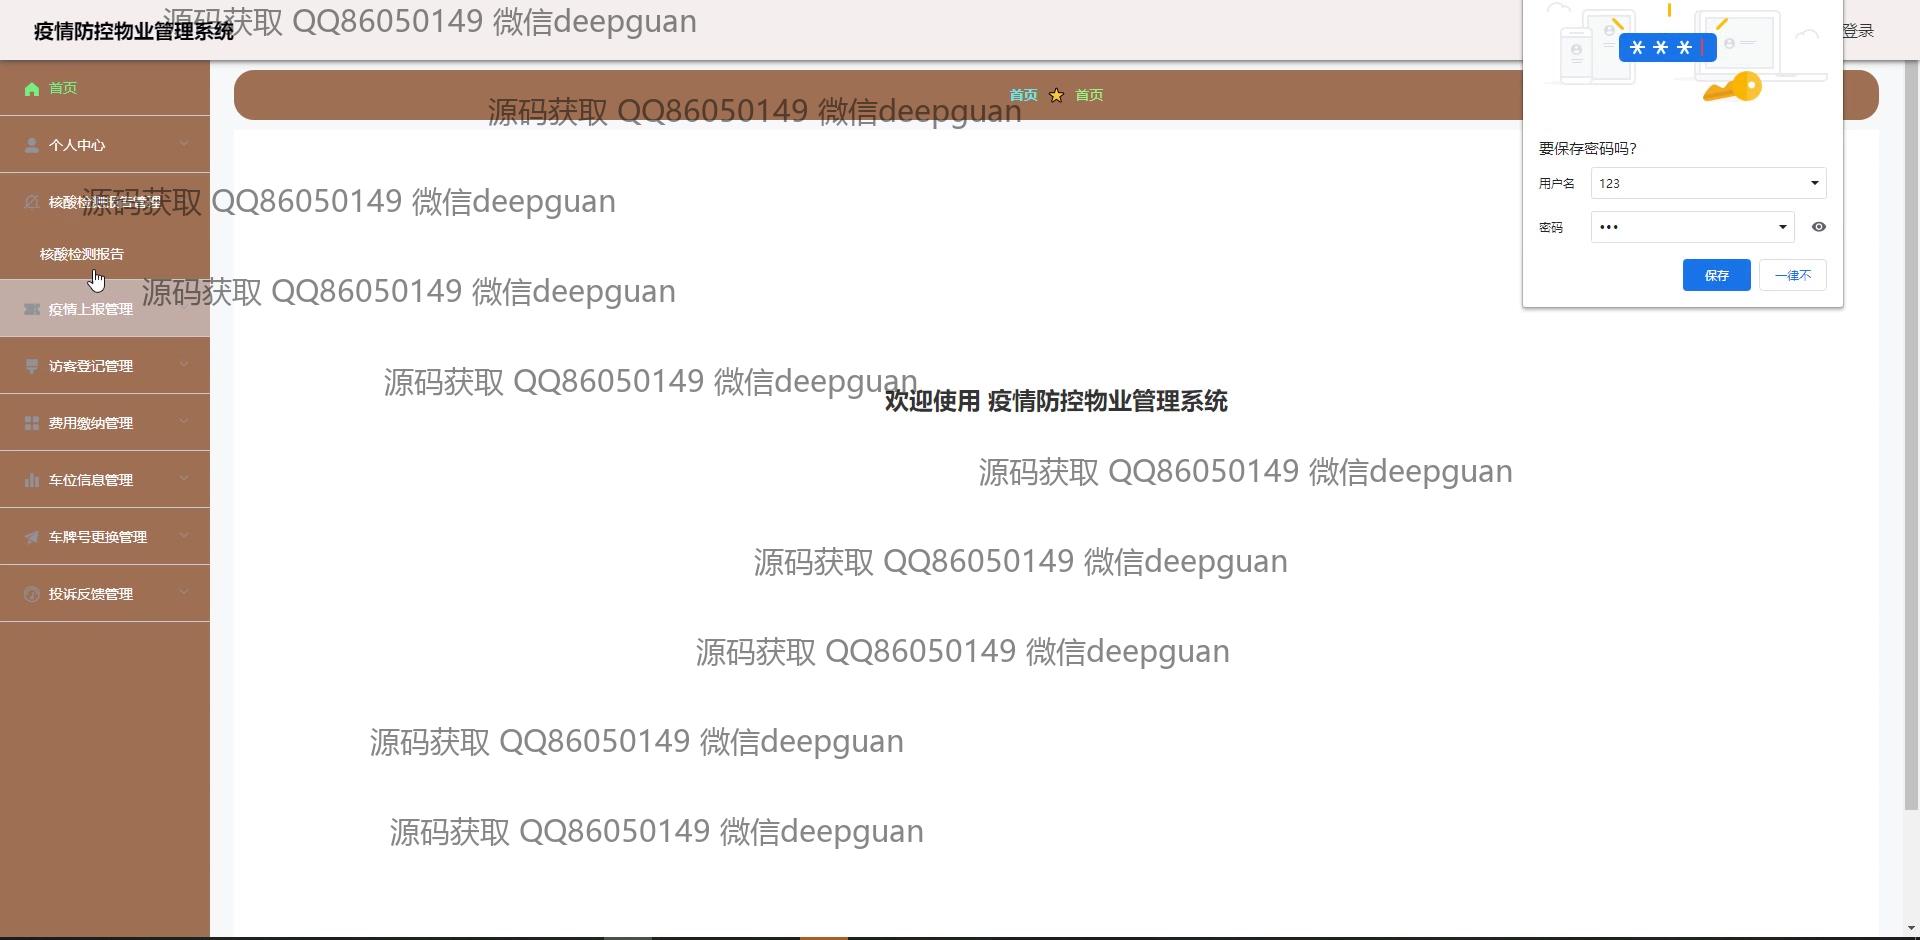 疫情防控物业管理系统
源码获取 QQ86050149 微信deepguan
登录
首页
个人中心
核酸检测报告管理
核酸检测报告
疫情上报管理
访客登记管理
费用缴纳管理
车位信息管理
车牌号更换管理
投诉反馈管理
首页 首页
源码获取 QQ86050149 微信deepguan
源码获取 QQ86050149 微信deepguan
源码获取 QQ86050149 微信deepguan
源码获取 QQ86050149 微信deepguan
欢迎使用 疫情防控物业管理系统
源码获取 QQ86050149 微信deepguan
源码获取 QQ86050149 微信deepguan
源码获取 QQ86050149 微信deepguan
源码获取 QQ86050149 微信deepguan
源码获取 QQ86050149 微信deepguan
***
要保存密码吗?
用户名 123
密码 •••
保存 一律不